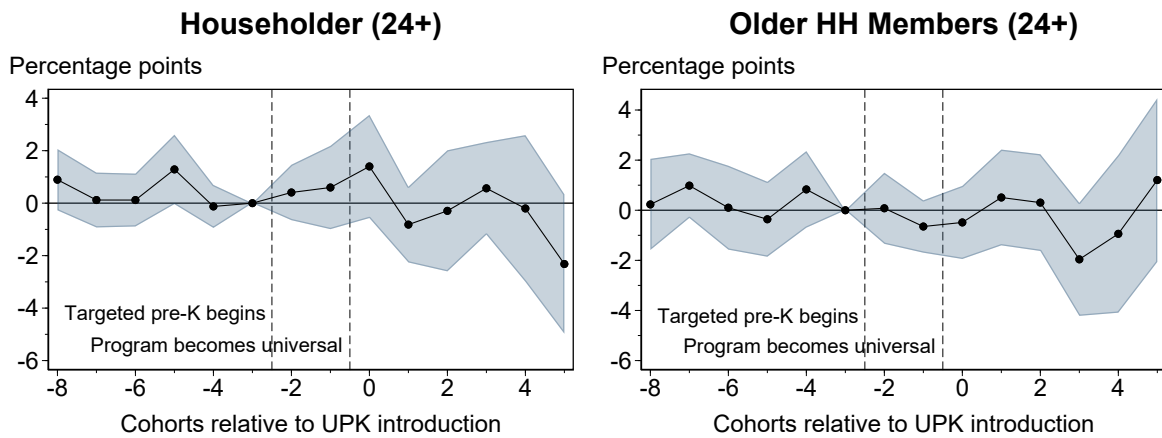 Householder (24+)
Percentage points
4
2
0
-2
-4
-6
Targeted pre-K begins
Program becomes universal
-8
-6
-4
-2
0
2
4
Cohorts relative to UPK introduction
Older HH Members (24+)
Percentage points
4
2
0
-2
-4
-6
Targeted pre-K begins
Program becomes universal
-8
-6
-4
-2
0
2
4
Cohorts relative to UPK introduction